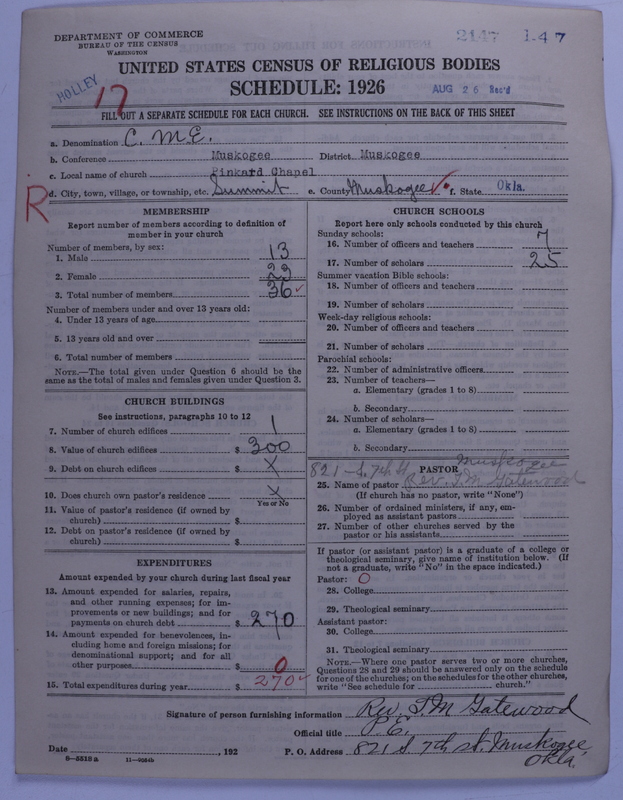 DEPARTMENT OF COMMERCE
BUREAU OF THE CENSUS
WASHINGTON
2147 1-47
UNITED STATES CENSUS OF RELIGIOUS BODIES
HOLLEY
17
SCHEDULE: 1926
AUG 26 Rec'd
FILL OUT A SEPARATE SCHEDULE FOR EACH CHURCH. SEE INSTRUCTIONS ON THE BACK OF THIS SHEET
a. Denomination C. M E.
b. Conference Muskogee District Muskogee
c. Local name of church Pinkard Chapel
R
d. City, town, village, or township, etc. Summit e. County Muskogee f. State Okla.
MEMBERSHIP
Report number of members according to definition of member in your church
Number of members, by sex:
1. Male 13
2. Female 23
3. Total number of members 36
Number of members under and over 13 years old:
4. Under 13 years of age
5. 13 years old and over
6. Total number of members
NOTE.—The total given under Question 6 should be the
same as the total of males and females given under Question 3.
CHURCH BUILDINGS
See instructions, paragraphs 10 to 12
7. Number of church edifices 1
8. Value of church edifices $ 300
9. Debt on church edifices $ X
10. Does church own pastor's residence X
Yes or No
11. Value of pastor's residence (if owned by
church) $
12. Debt on pastor's residence (if owned by
church) $
EXPENDITURES
Amount expended by your church during last fiscal year
13. Amount expended for salaries, repairs,
and other running expenses; for im-
provements or new buildings; and for
payments on church debt $ 270
14. Amount expended for benevolences, in-
cluding home and foreign missions; for
denominational support; and for all
other purposes $ 0
15. Total expenditures during year $ 270
CHURCH SCHOOLS
Report here only schools conducted by this church
Sunday schools:
16. Number of officers and teachers 7
17. Number of scholars 25
Summer vacation Bible schools:
18. Number of officers and teachers
19. Number of scholars
Week-day religious schools:
20. Number of officers and teachers
21. Number of scholars
Parochial schools:
22. Number of administrative officers
23. Number of teachers—
a. Elementary (grades 1 to 8)
b. Secondary
24. Number of scholars—
a. Elementary (grades 1 to 8)
b. Secondary
821-S. 7th St PASTOR Muskogee
25. Name of pastor Rev. T.M. Gatewood
(If church has no pastor, write "None")
26. Number of ordained ministers, if any, em-
ployed as assistant pastors
27. Number of other churches served by the
pastor or his assistants
If pastor (or assistant pastor) is a graduate of a college or
theological seminary, give name of institution below. (If
not a graduate, write "No" in the space indicated.)
Pastor: 0
28. College
29. Theological seminary
Assistant pastor:
30. College
31. Theological seminary
NOTE.—Where one pastor serves two or more churches,
Questions 28 and 29 should be answered only on the schedule
for one of the churches; on the schedules for the other churches,
write "See schedule for church."
Signature of person furnishing information Rev. T. M Gatewood
Official title P. C.
Date , 192 P. O. Address 821 S. 7th st. Muskogee,
Okla.
8—5318a 11—9354b